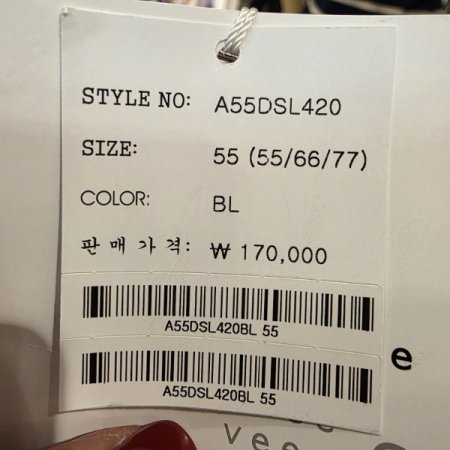 STYLE NO: A55DSL420
SIZE: 55 (55/66/77)
COLOR: BL
판매가격: ₩ 170,000
A55DSL420BL 55
A55DSL420BL 55
e
vee